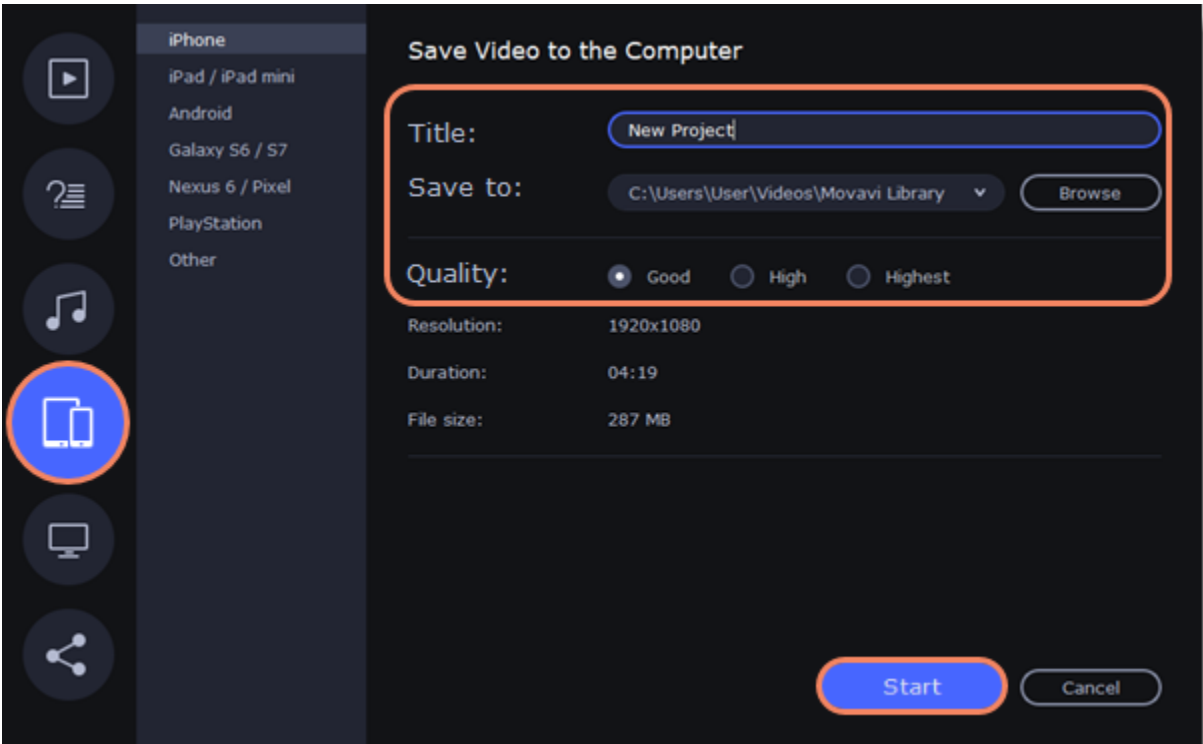 iPhone
iPad / iPad mini
Android
Galaxy S6 / S7
Nexus 6 / Pixel
PlayStation
Other
Save Video to the Computer
Title: New Project
Save to: C:\Users\User\Videos\Movavi Library Browse
Quality: Good High Highest
Resolution: 1920x1080
Duration: 04:19
File size: 287 MB
Start Cancel